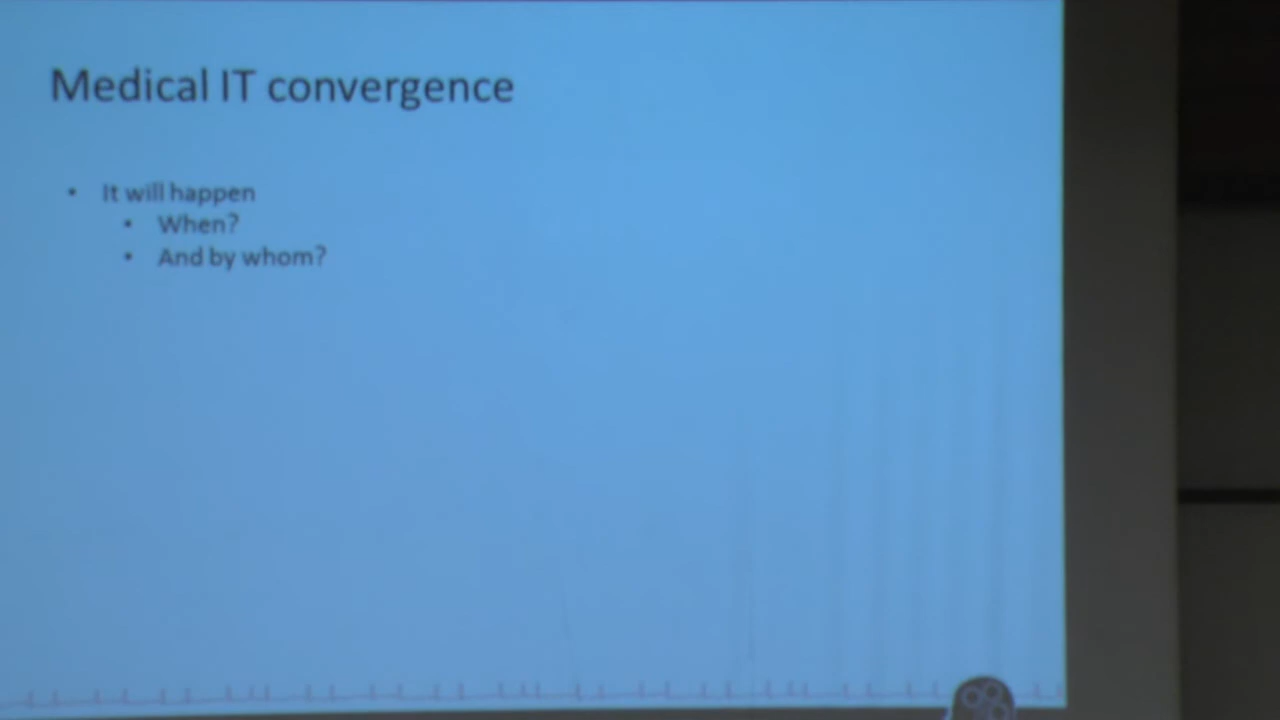 Medical IT convergence
• It will happen
• When?
• And by whom?